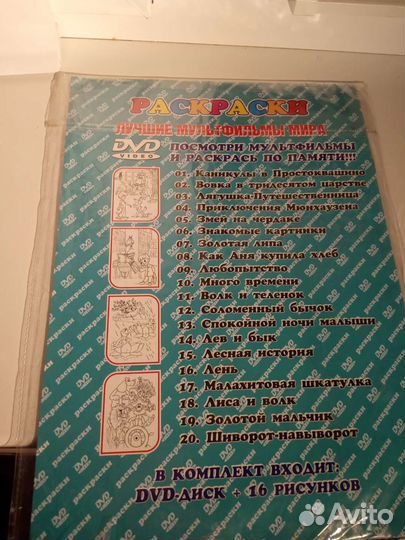 РАСКРАСКИ
ЛУЧШИЕ МУЛЬТФИЛЬМЫ МИРА
DVD VIDEO
ПОСМОТРИ МУЛЬТФИЛЬМЫ
И РАСКРАСЬ ПО ПАМЯТИ!!!
01. Каникулы в Простоквашино
02. Вовка в тридесятом царстве
03. Лягушка-Путешественница
04. Приключения Мюнхаузена
05. Змей на чердаке
06. Знакомые картинки
07. Золотая липа
08. Как Аня купила хлеб
09. Любопытство
10. Много времени
11. Волк и теленок
12. Соломенный бычок
13. Спокойной ночи малыши
14. Лев и бык
15. Лесная история
16. Лень
17. Малахитовая шкатулка
18. Лиса и волк
19. Золотой мальчик
20. Шиворот-навыворот
В КОМПЛЕКТ ВХОДИТ:
DVD-ДИСК + 16 РИСУНКОВ
Avito